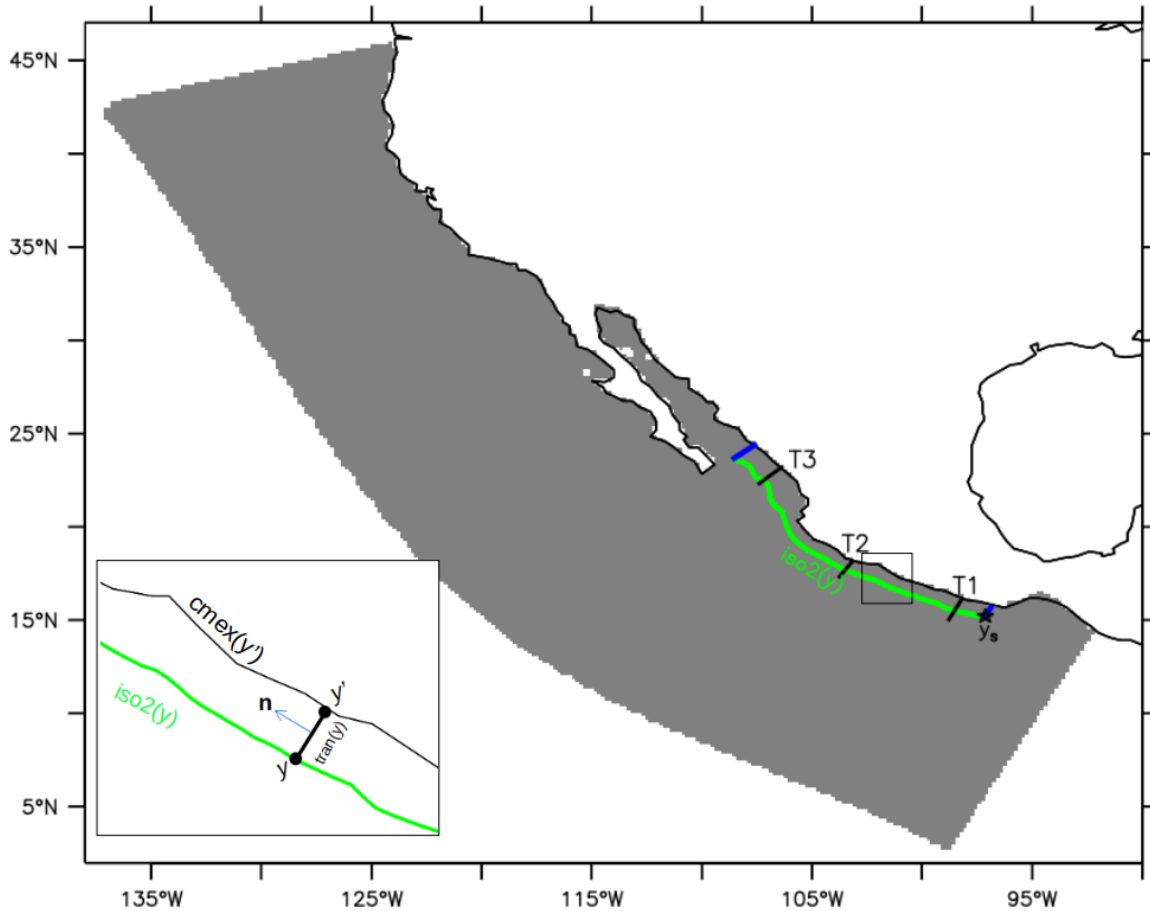 45°N
35°N
25°N
15°N
5°N
T3
T2
T1
iso2(y)
yₛ
cmex(y')
iso2(y)
n
y'
tran(y)
y
135°W
125°W
115°W
105°W
95°W